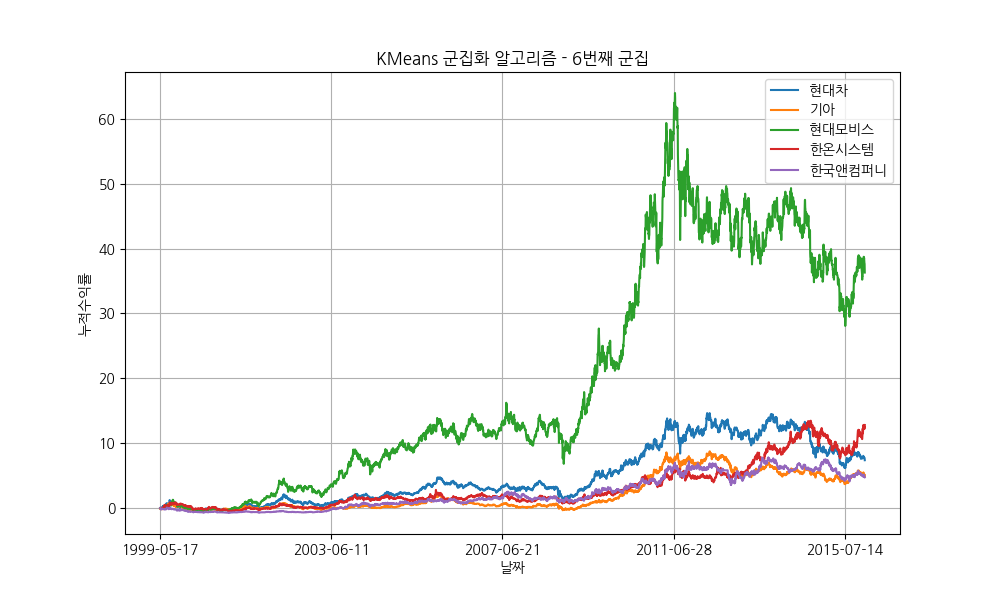 KMeans 군집화 알고리즘 - 6번째 군집
현대차
기아
현대모비스
한온시스템
한국앤컴퍼니
누적수익률
60
50
40
30
20
10
0
1999-05-17
2003-06-11
2007-06-21
2011-06-28
2015-07-14
날짜